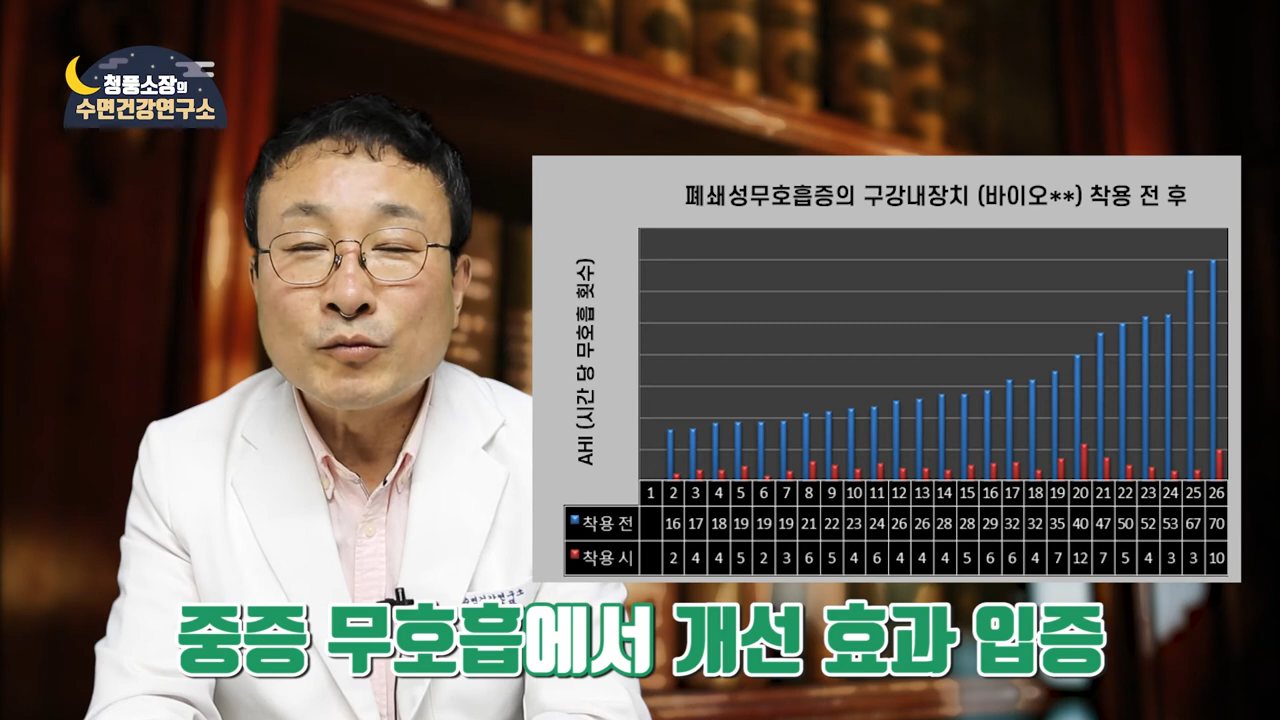 청풍소장의
수면건강연구소
폐쇄성무호흡증의 구강내장치 (바이오**) 착용 전 후
AHI (시간 당 무호흡 횟수)
1 2 3 4 5 6 7 8 9 10 11 12 13 14 15 16 17 18 19 20 21 22 23 24 25 26
착용 전 16 17 18 19 19 19 21 22 23 24 26 26 28 28 29 32 32 35 40 47 50 52 53 67 70
착용 시 2 4 4 5 2 3 6 5 4 6 4 4 4 5 6 6 4 7 12 7 5 4 3 3 10
수면건강연구소
중증 무호흡에서 개선 효과 입증